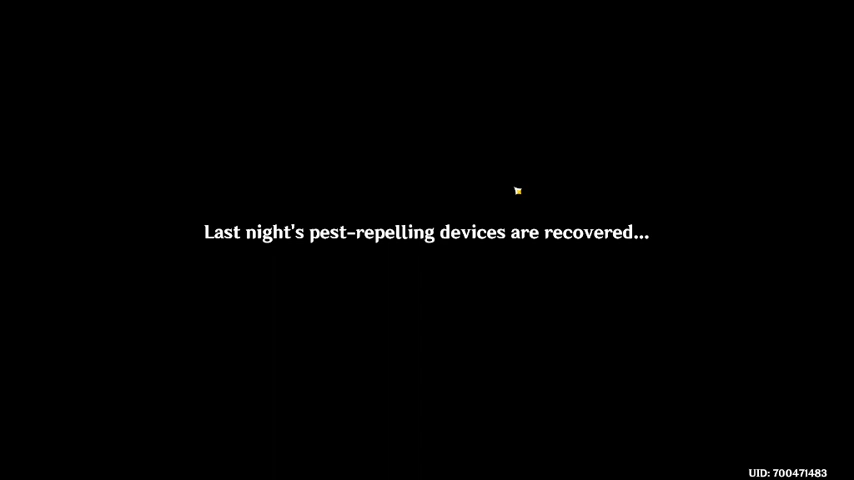 Last night's pest-repelling devices are recovered...
UID: 700471483